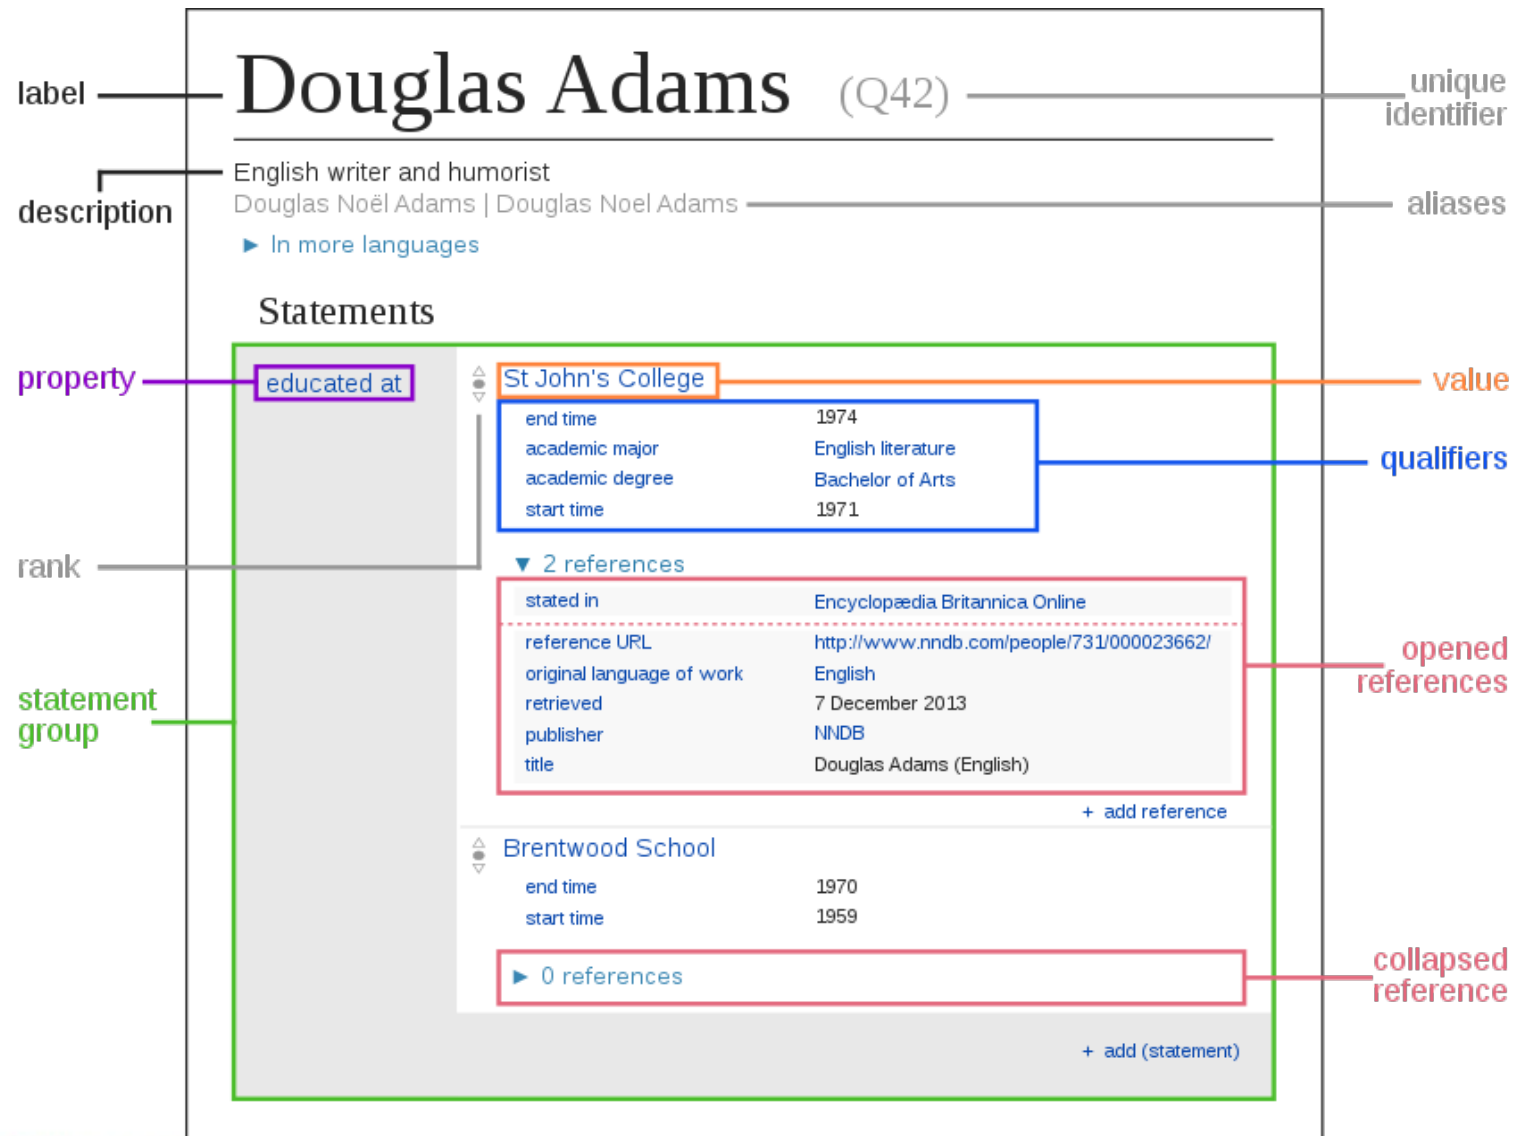 label
Douglas Adams (Q42)
unique
identifier
description
English writer and humorist
Douglas Noël Adams | Douglas Noel Adams
aliases
► In more languages
Statements
property
educated at
St John's College
value
end time 1974
academic major English literature
academic degree Bachelor of Arts
start time 1971
qualifiers
rank
▼ 2 references
stated in Encyclopædia Britannica Online
reference URL http://www.nndb.com/people/731/000023662/
original language of work English
retrieved 7 December 2013
publisher NNDB
title Douglas Adams (English)
opened
references
statement
group
+ add reference
Brentwood School
end time 1970
start time 1959
► 0 references
collapsed
reference
+ add (statement)